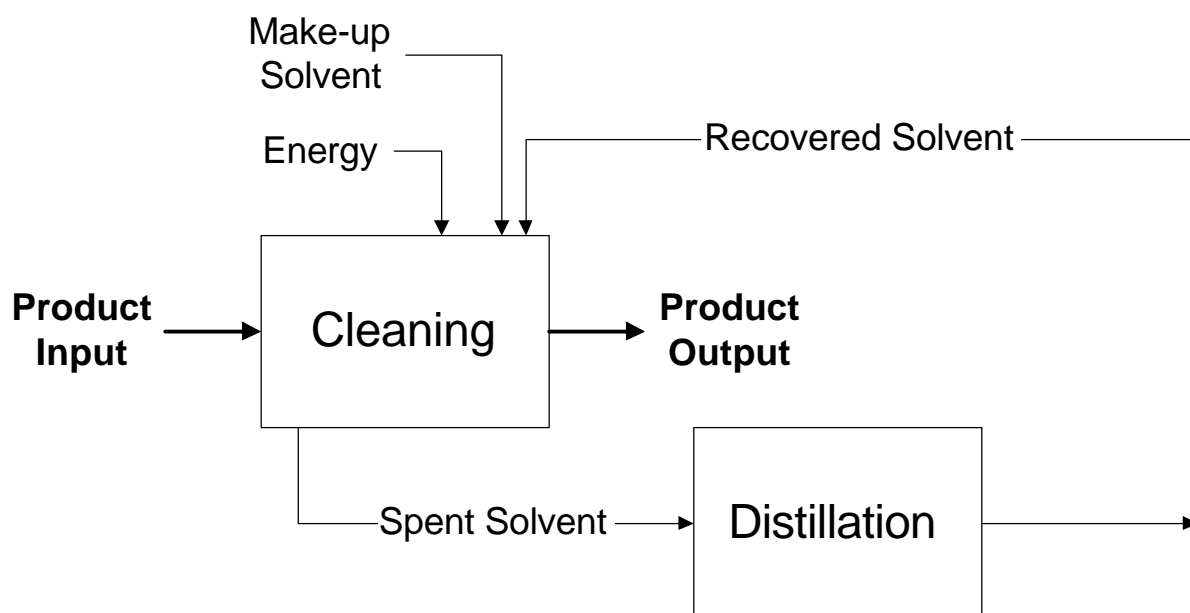 Make-up
Solvent
Energy
Recovered Solvent
Product
Input
Cleaning
Product
Output
Spent Solvent
Distillation